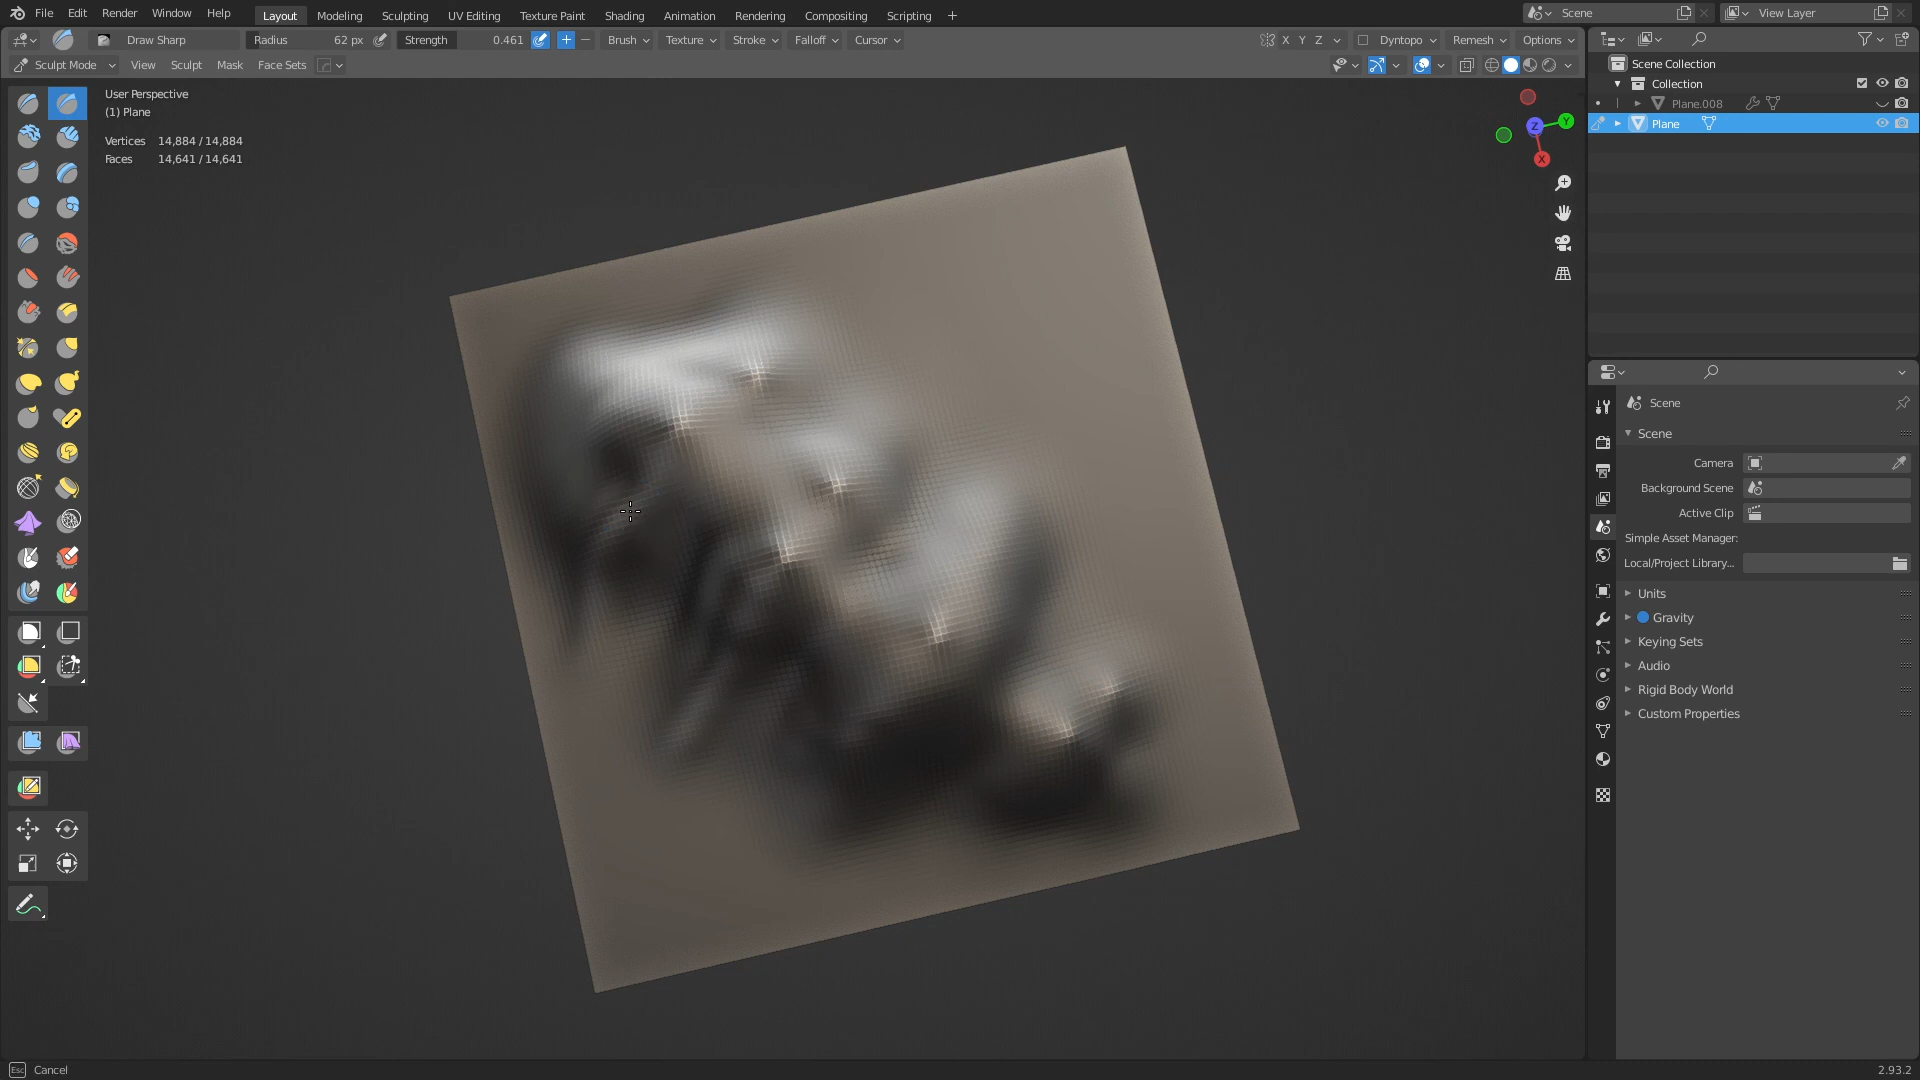 File Edit Render Window Help Layout Modeling Sculpting UV Editing Texture Paint Shading Animation Rendering Compositing Scripting + Scene View Layer
Draw Sharp Radius 62 px Strength 0.461 + − Brush Texture Stroke Falloff Cursor X Y Z Dyntopo Remesh Options
Sculpt Mode View Sculpt Mask Face Sets
User Perspective
(1) Plane
Vertices 14,884 / 14,884
Faces 14,641 / 14,641
Z Y X
Scene Collection
Collection
Plane.008
Plane
Scene
Scene
Camera
Background Scene
Active Clip
Simple Asset Manager:
Local/Project Library...
Units
Gravity
Keying Sets
Audio
Rigid Body World
Custom Properties
Esc Cancel
2.93.2